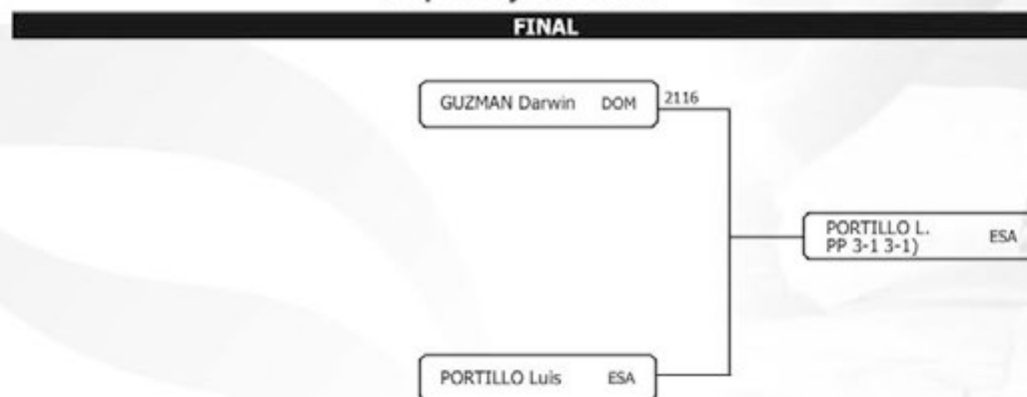 FINAL
GUZMAN Darwin DOM 2116
PORTILLO L. ESA
PP 3-1 3-1)
PORTILLO Luis ESA